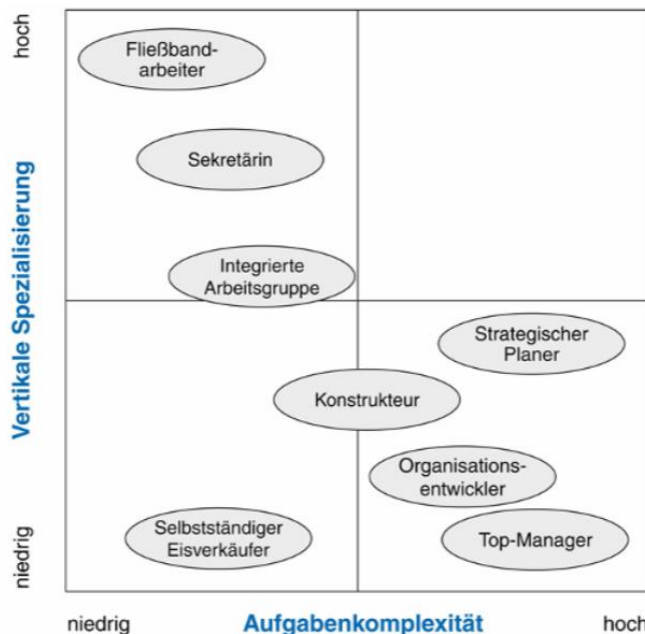 hoch
Fließband-
arbeiter
Sekretärin
Integrierte
Arbeitsgruppe
Vertikale Spezialisierung
Strategischer
Planer
Konstrukteur
Organisations-
entwickler
Selbstständiger
Eisverkäufer
Top-Manager
niedrig
niedrig
Aufgabenkomplexität
hoch